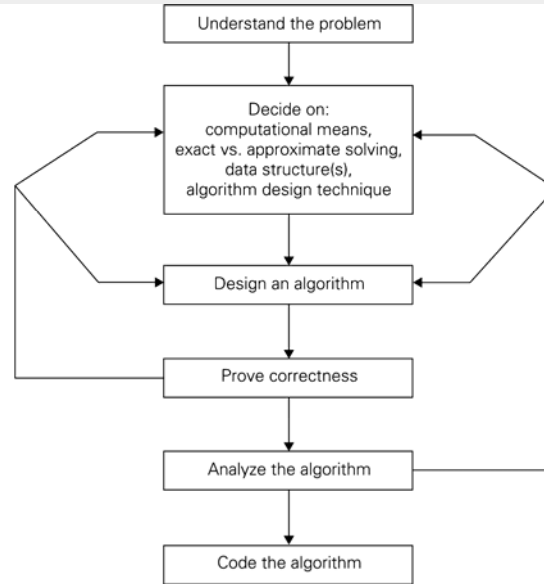 Understand the problem
Decide on:
computational means,
exact vs. approximate solving,
data structure(s),
algorithm design technique
Design an algorithm
Prove correctness
Analyze the algorithm
Code the algorithm